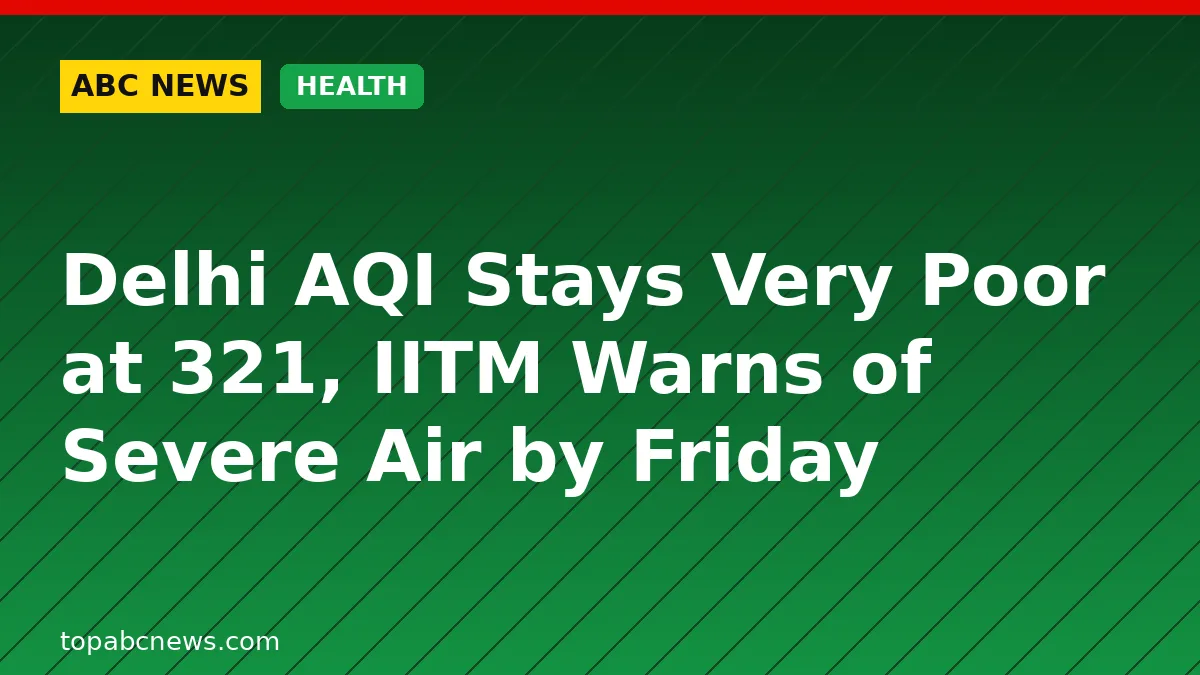 ABC NEWS
HEALTH
Delhi AQI Stays Very Poor
at 321, IITM Warns of
Severe Air by Friday
topabcnews.com